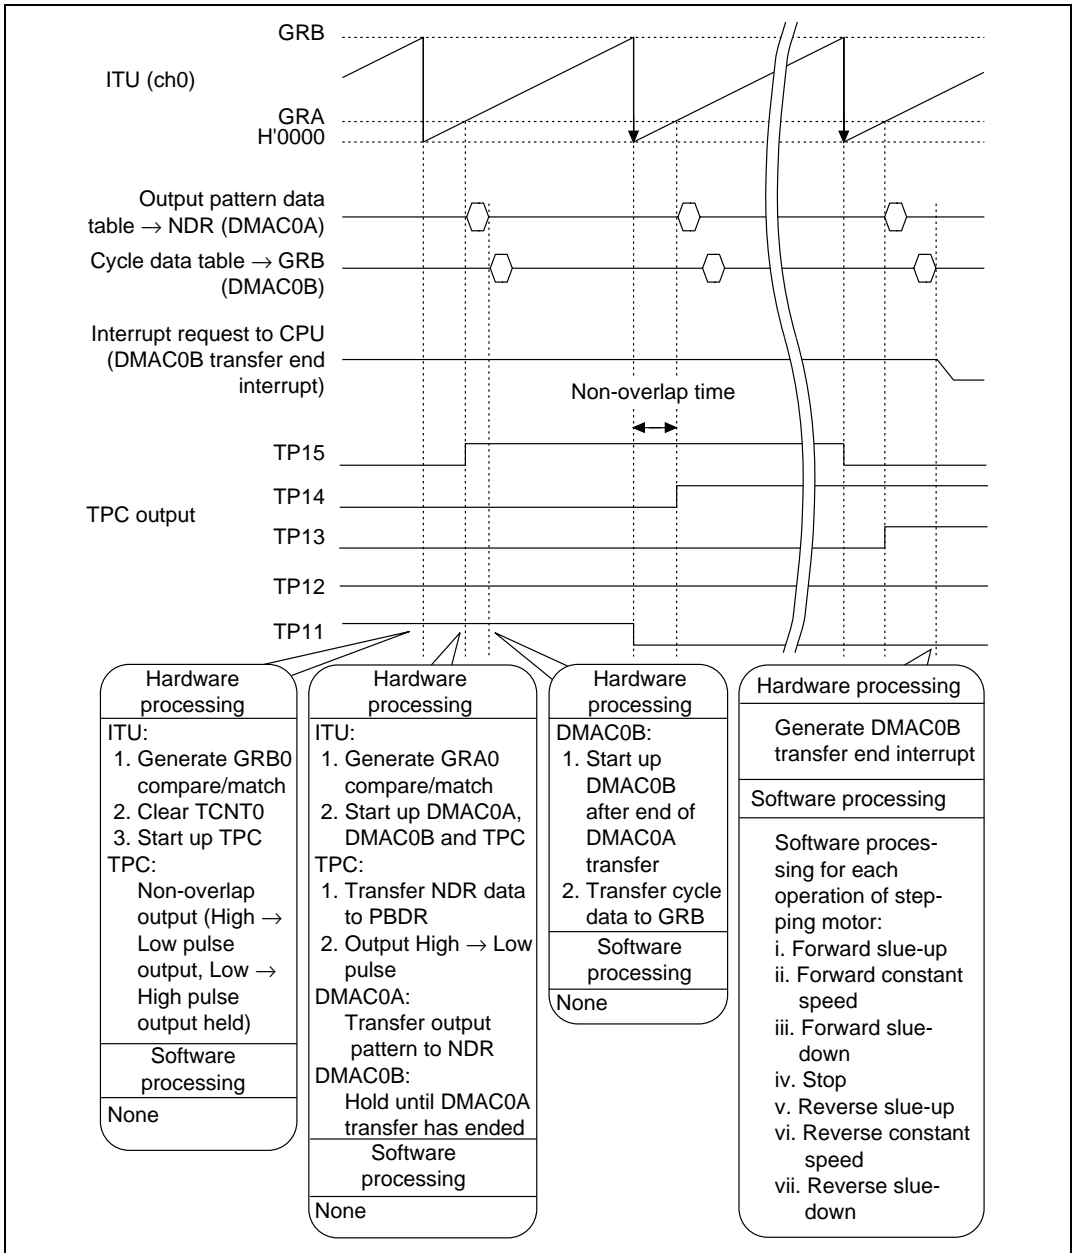 GRB
ITU (ch0)
GRA
H'0000
Output pattern data
table → NDR (DMAC0A)
Cycle data table → GRB
(DMAC0B)
Interrupt request to CPU
(DMAC0B transfer end
interrupt)
Non-overlap time
TP15
TP14
TPC output
TP13
TP12
TP11
Hardware
processing
ITU:
1. Generate GRB0
compare/match
2. Clear TCNT0
3. Start up TPC
TPC:
Non-overlap
output (High →
Low pulse
output, Low →
High pulse
output held)
Software
processing
None
Hardware
processing
ITU:
1. Generate GRA0
compare/match
2. Start up DMAC0A,
DMAC0B and TPC
TPC:
1. Transfer NDR data
to PBDR
2. Output High → Low
pulse
DMAC0A:
Transfer output
pattern to NDR
DMAC0B:
Hold until DMAC0A
transfer has ended
Software
processing
None
Hardware
processing
DMAC0B:
1. Start up
DMAC0B
after end of
DMAC0A
transfer
2. Transfer cycle
data to GRB
Software
processing
None
Hardware processing
Generate DMAC0B
transfer end interrupt
Software processing
Software proces-
sing for each
operation of step-
ping motor:
i. Forward slue-up
ii. Forward constant
speed
iii. Forward slue-
down
iv. Stop
v. Reverse slue-up
vi. Reverse constant
speed
vii. Reverse slue-
down